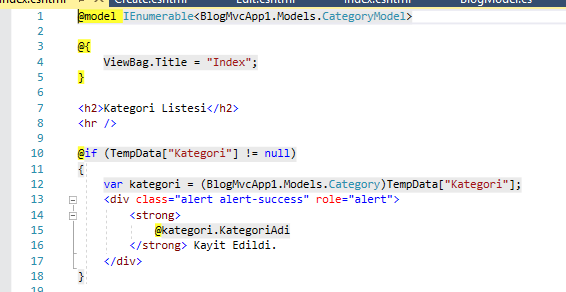 Index.cshtml Create.cshtml Edit.cshtml Index.cshtml BlogModel.cs
1 @model IEnumerable<BlogMvcApp1.Models.CategoryModel>
2
3 @{
4 ViewBag.Title = "Index";
5 }
6
7 <h2>Kategori Listesi</h2>
8 <hr />
9
10 @if (TempData["Kategori"] != null)
11 {
12 var kategori = (BlogMvcApp1.Models.Category)TempData["Kategori"];
13 <div class="alert alert-success" role="alert">
14 <strong>
15 @kategori.KategoriAdi
16 </strong> Kayit Edildi.
17 </div>
18 }
19